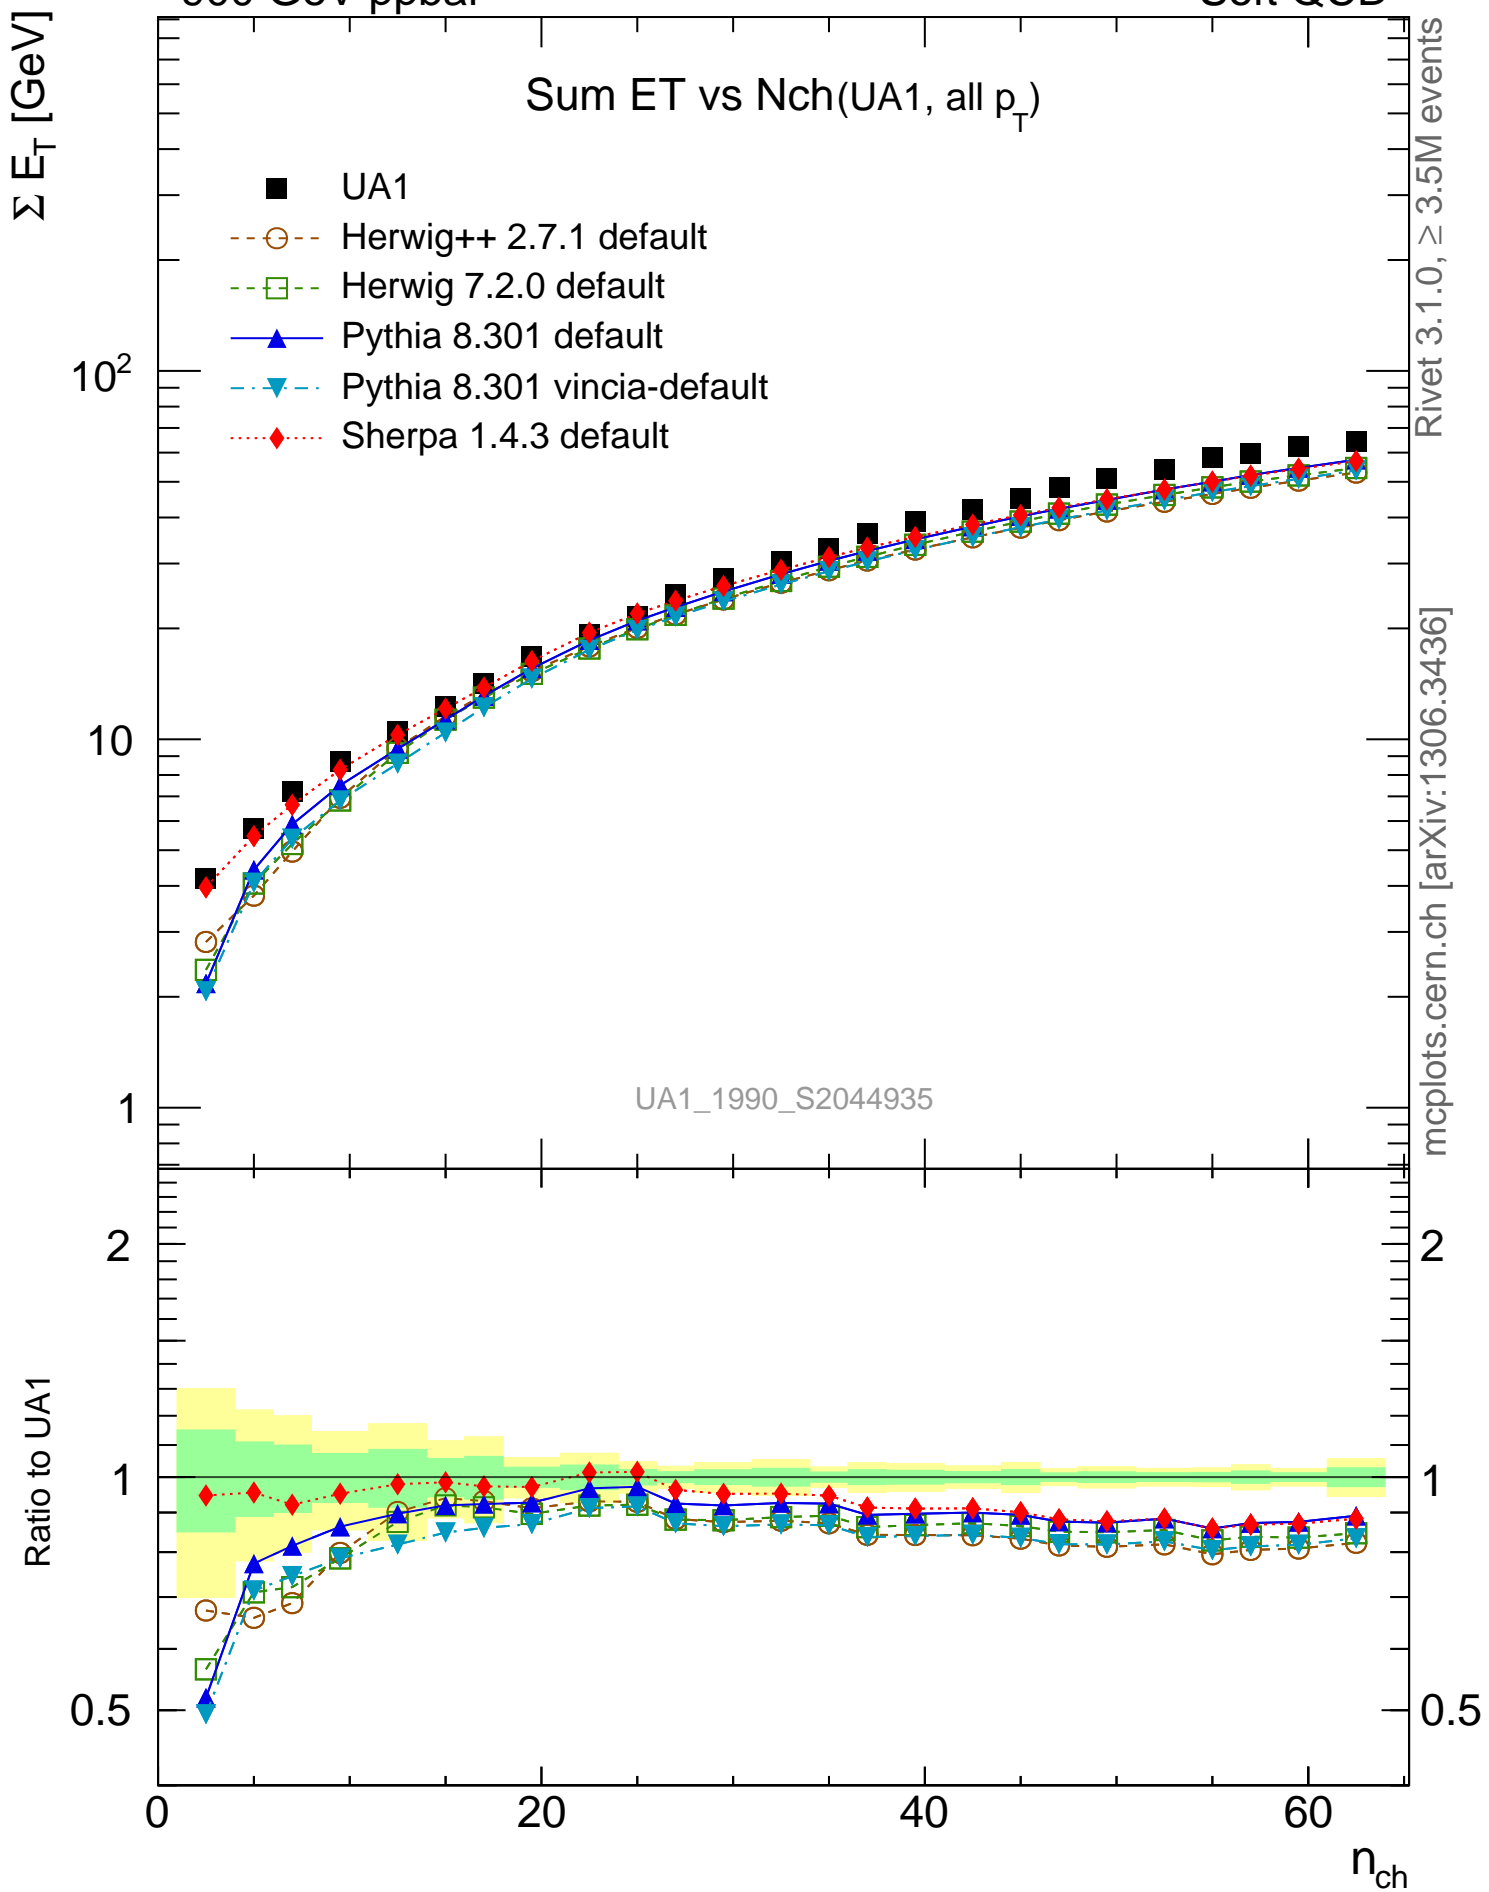 Sum ET vs Nch (UA1, all pT)
UA1
Herwig++ 2.7.1 default
Herwig 7.2.0 default
Pythia 8.301 default
Pythia 8.301 vincia-default
Sherpa 1.4.3 default
Σ ET [GeV]
10²
10
1
UA1_1990_S2044935
Rivet 3.1.0, ≥ 3.5M events
mcplots.cern.ch [arXiv:1306.3436]
Ratio to UA1
2
1
0.5
2
1
0.5
0
20
40
60
nch